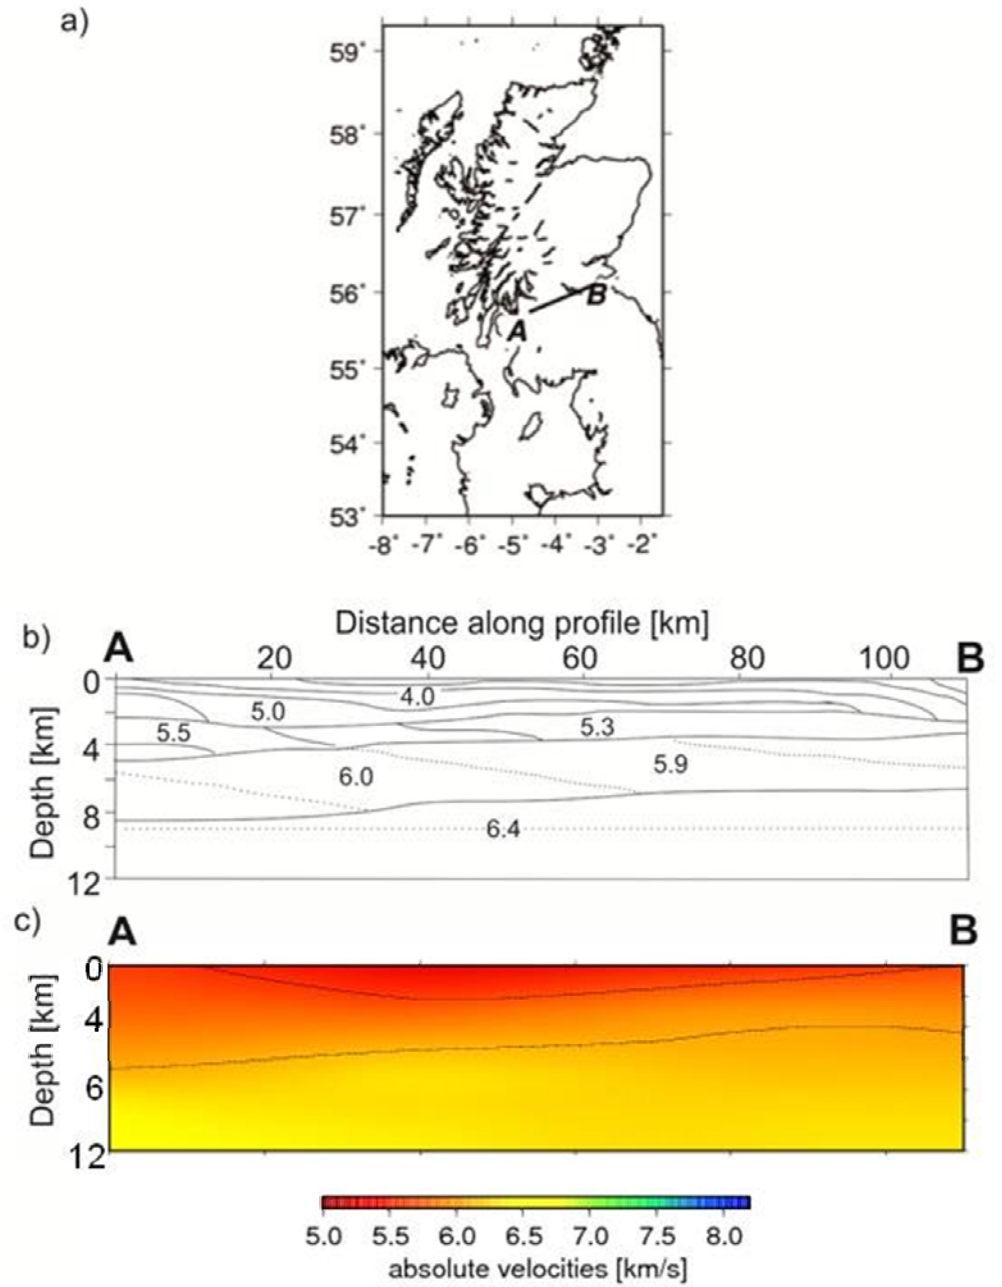 a)
59°
58°
57°
56°
55°
54°
53°
A
B
-8° -7° -6° -5° -4° -3° -2°
b)
Distance along profile [km]
A 20 40 60 80 100 B
0
4
8
12
Depth [km]
4.0
5.0
5.3
5.5
5.9
6.0
6.4
c)
A B
0
4
6
12
Depth [km]
5.0 5.5 6.0 6.5 7.0 7.5 8.0
absolute velocities [km/s]